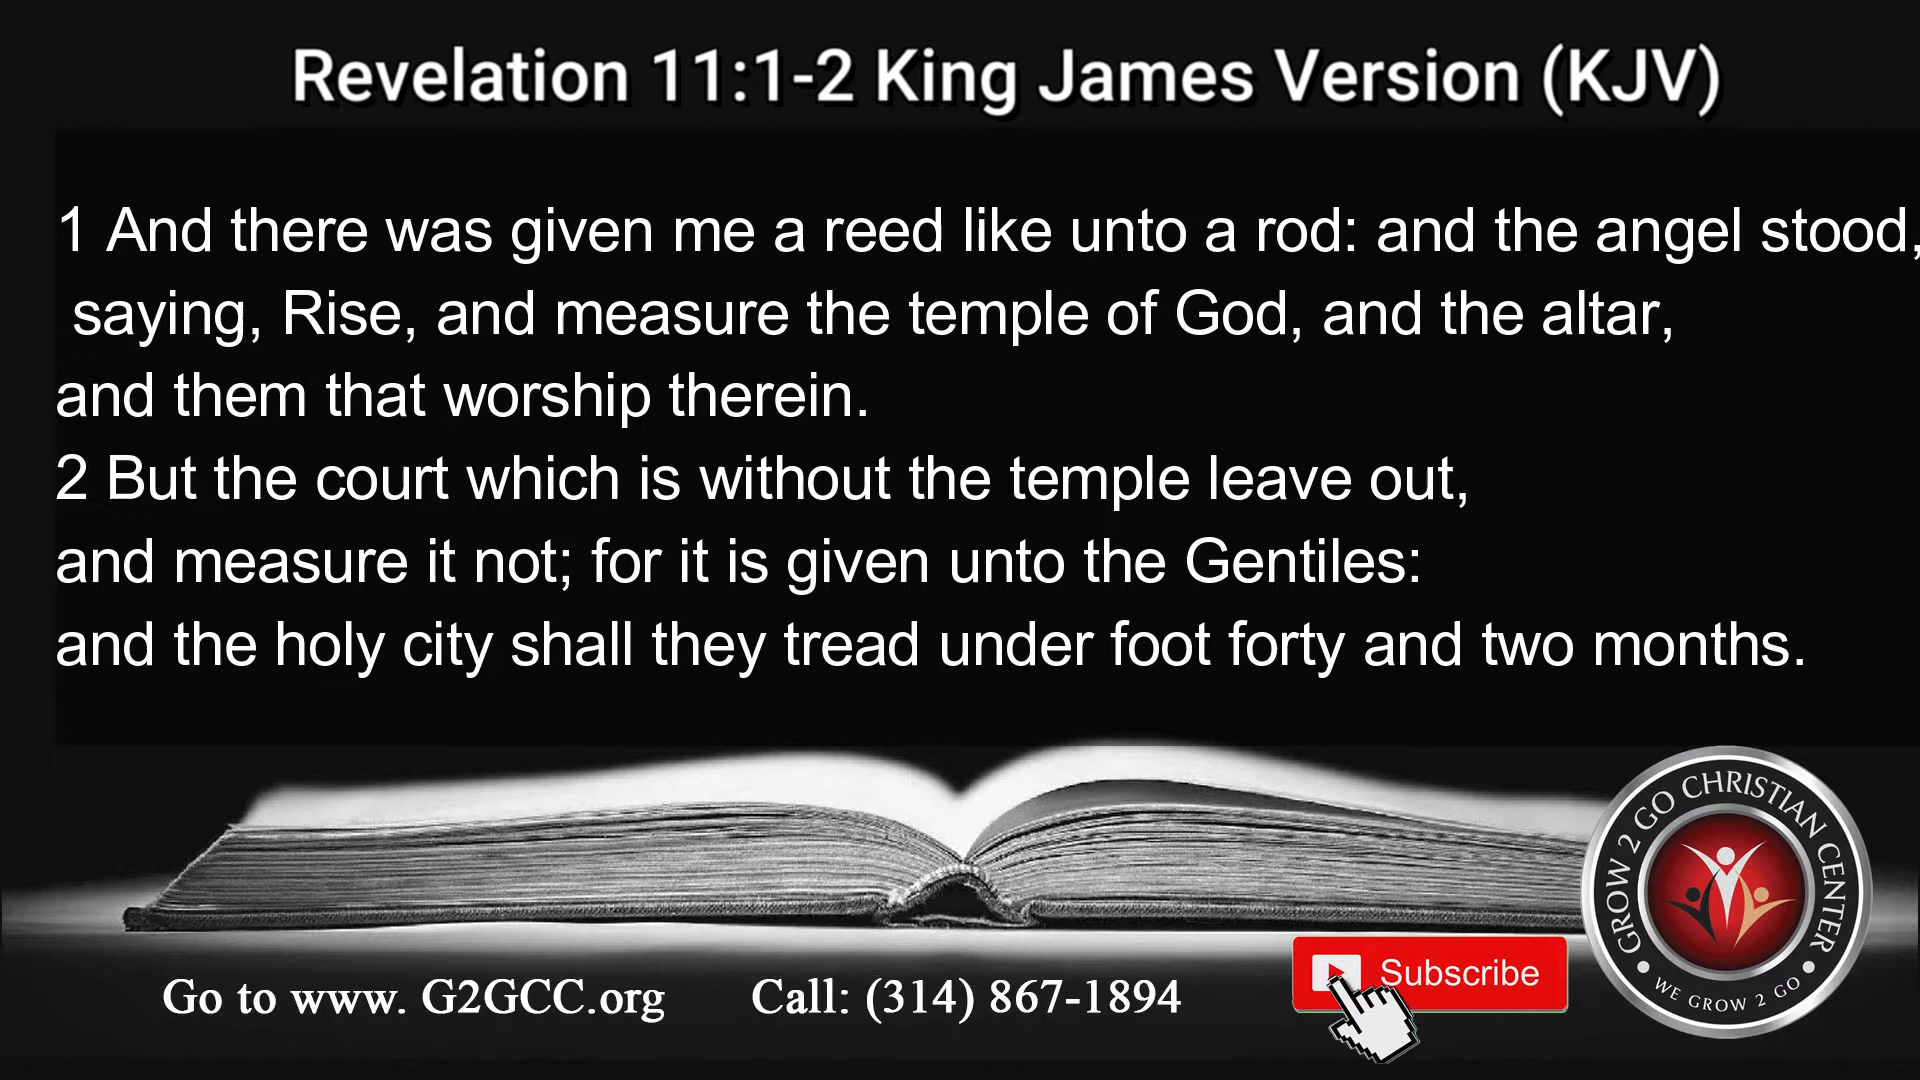 Revelation 11:1-2 King James Version (KJV)
1 And there was given me a reed like unto a rod: and the angel stood,
saying, Rise, and measure the temple of God, and the altar,
and them that worship therein.
2 But the court which is without the temple leave out,
and measure it not; for it is given unto the Gentiles:
and the holy city shall they tread under foot forty and two months.
GROW 2 GO CHRISTIAN CENTER
• WE GROW 2 GO •
Subscribe
Go to www. G2GCC.org Call: (314) 867-1894